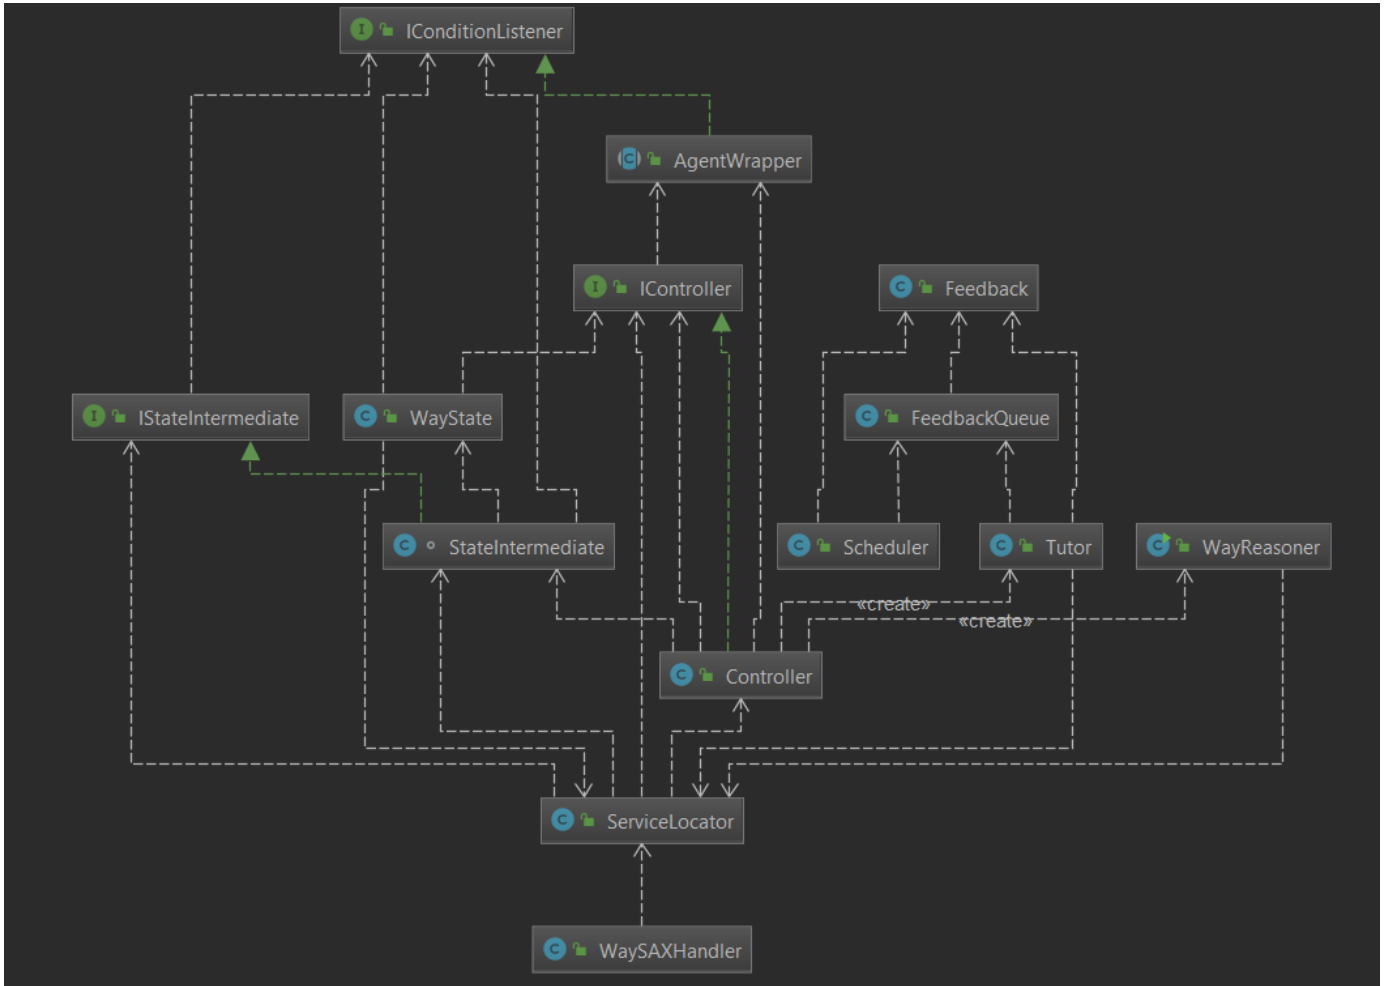 IConditionListener
AgentWrapper
IController
Feedback
IStateIntermediate
WayState
FeedbackQueue
StateIntermediate
Scheduler
Tutor
WayReasoner
«create»
«create»
Controller
ServiceLocator
WaySAXHandler